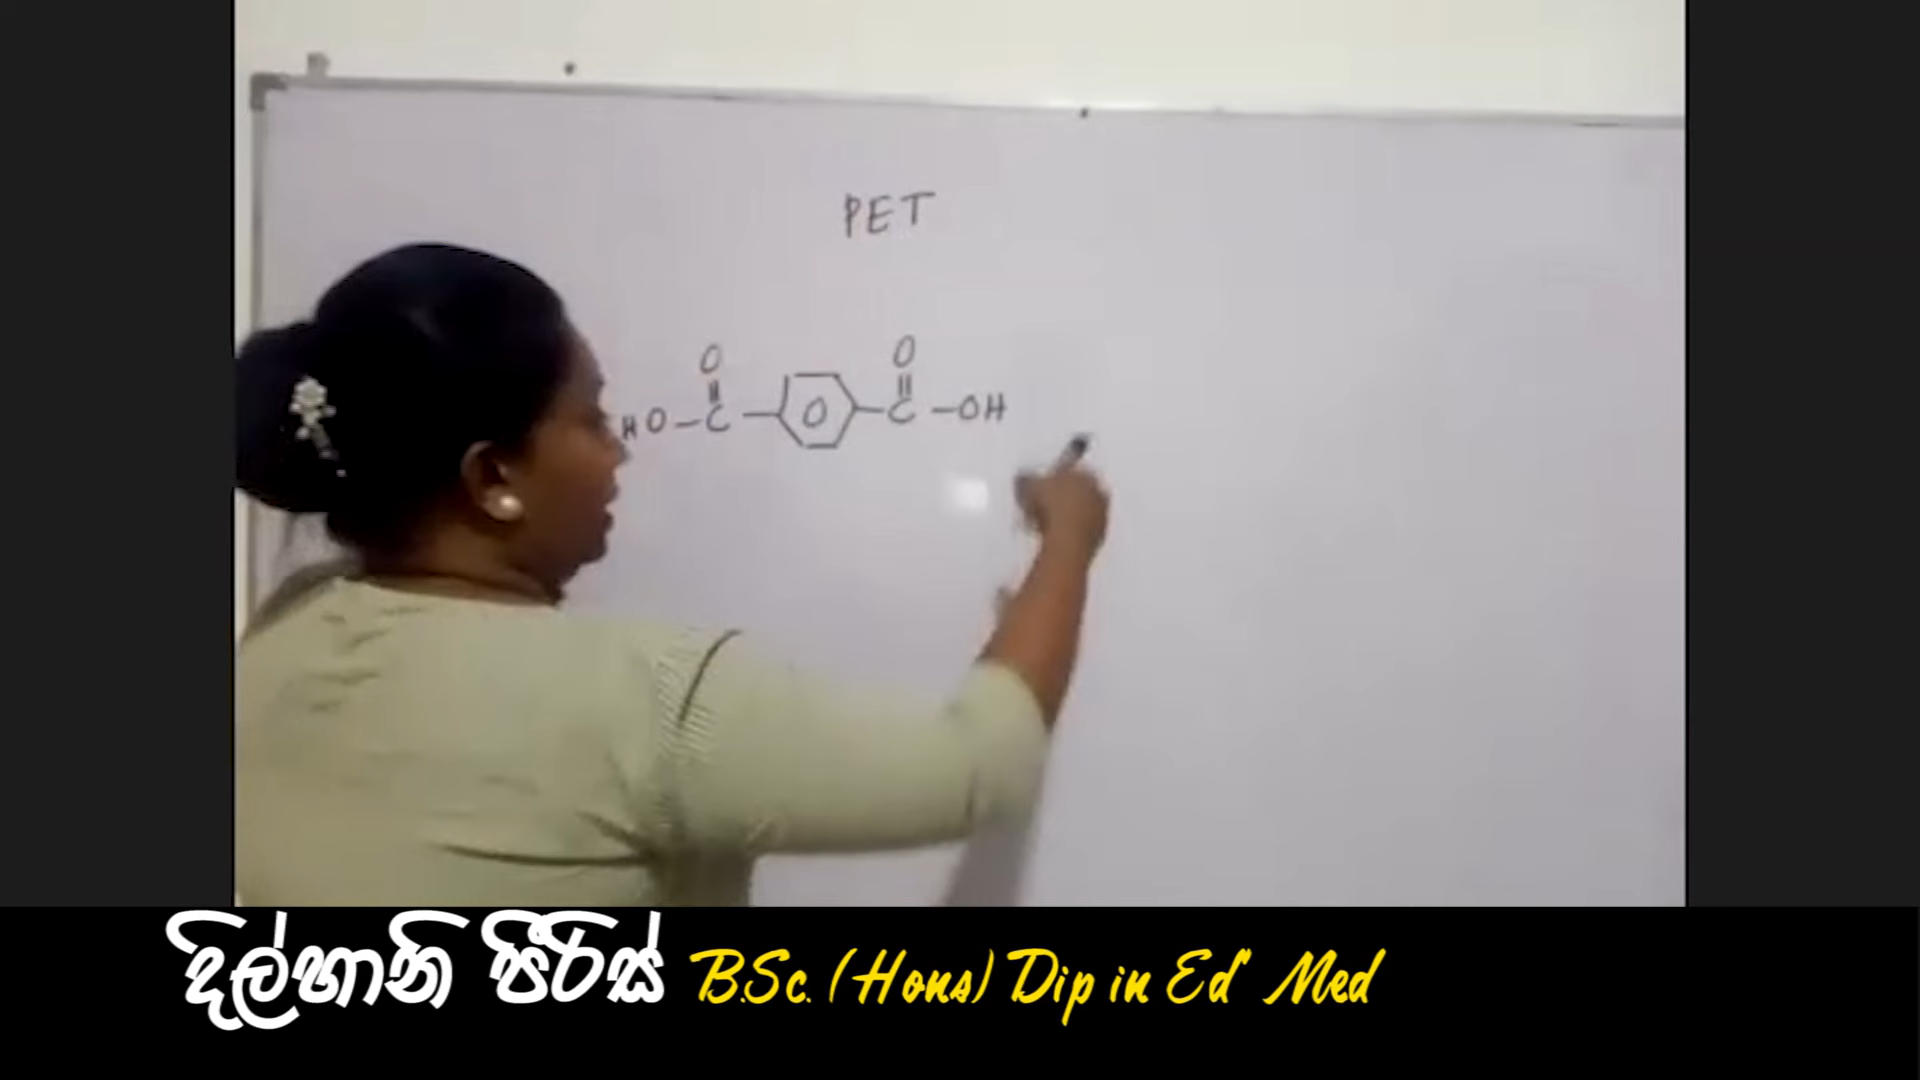 PET
O O
HO-C-⌬-C-OH
දිල්හානි පීරිස් B.Sc. (Hons) Dip in Ed Med